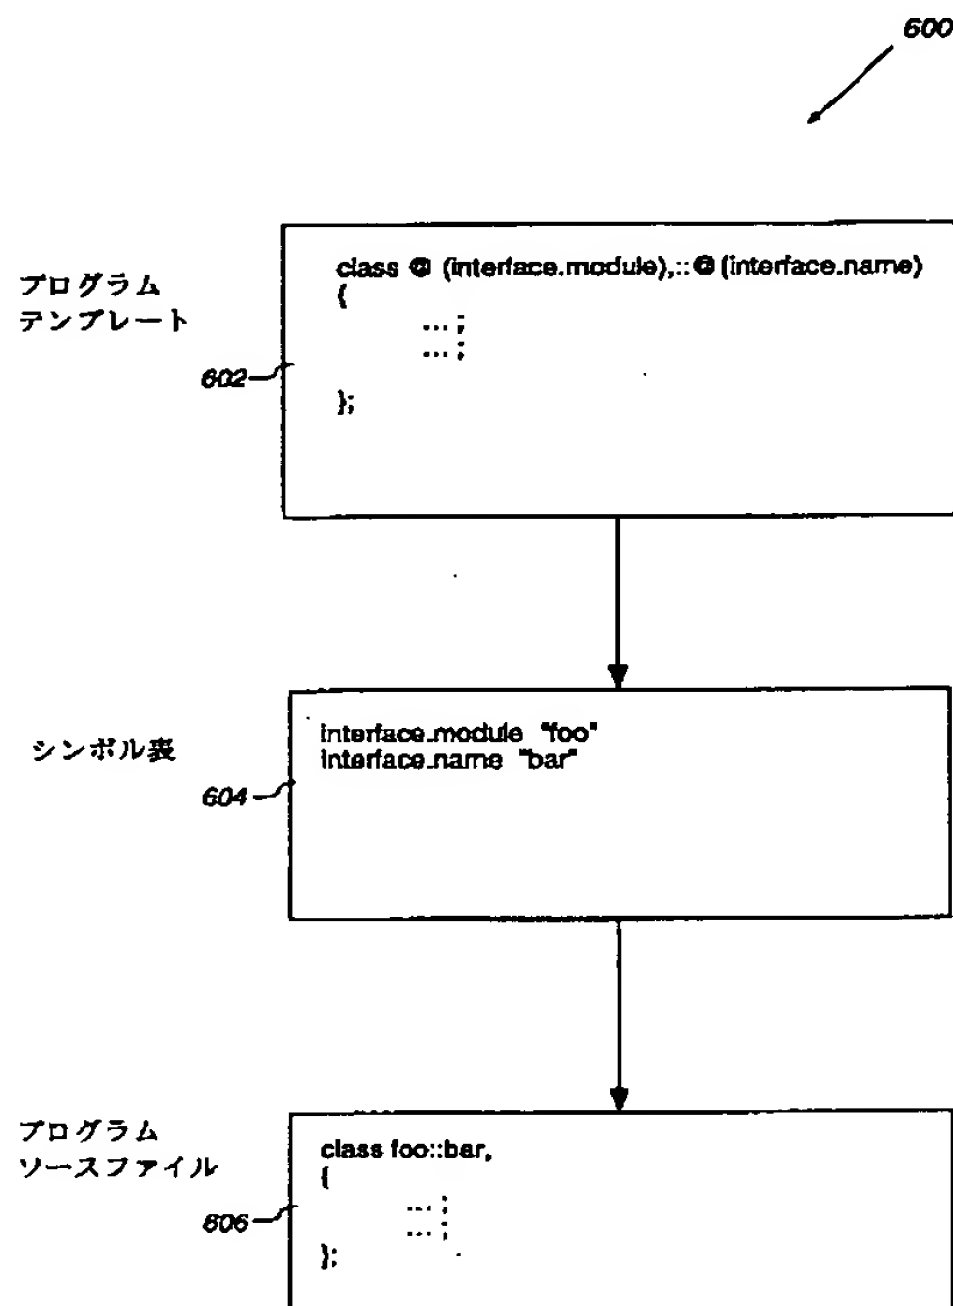 600
プログラム
テンプレート
602
class @ (interface.module),::@ (interface.name)
{
...;
...;
};
シンボル表
604
interface.module "foo"
interface.name "bar"
プログラム
ソースファイル
606
class foo::bar,
{
...;
...;
};